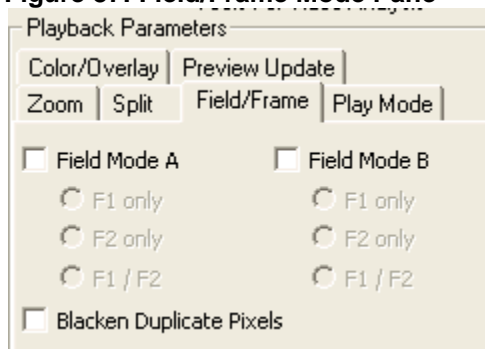 Playback Parameters
Color/Overlay Preview Update
Zoom Split Field/Frame Play Mode
Field Mode A Field Mode B
F1 only F1 only
F2 only F2 only
F1 / F2 F1 / F2
Blacken Duplicate Pixels